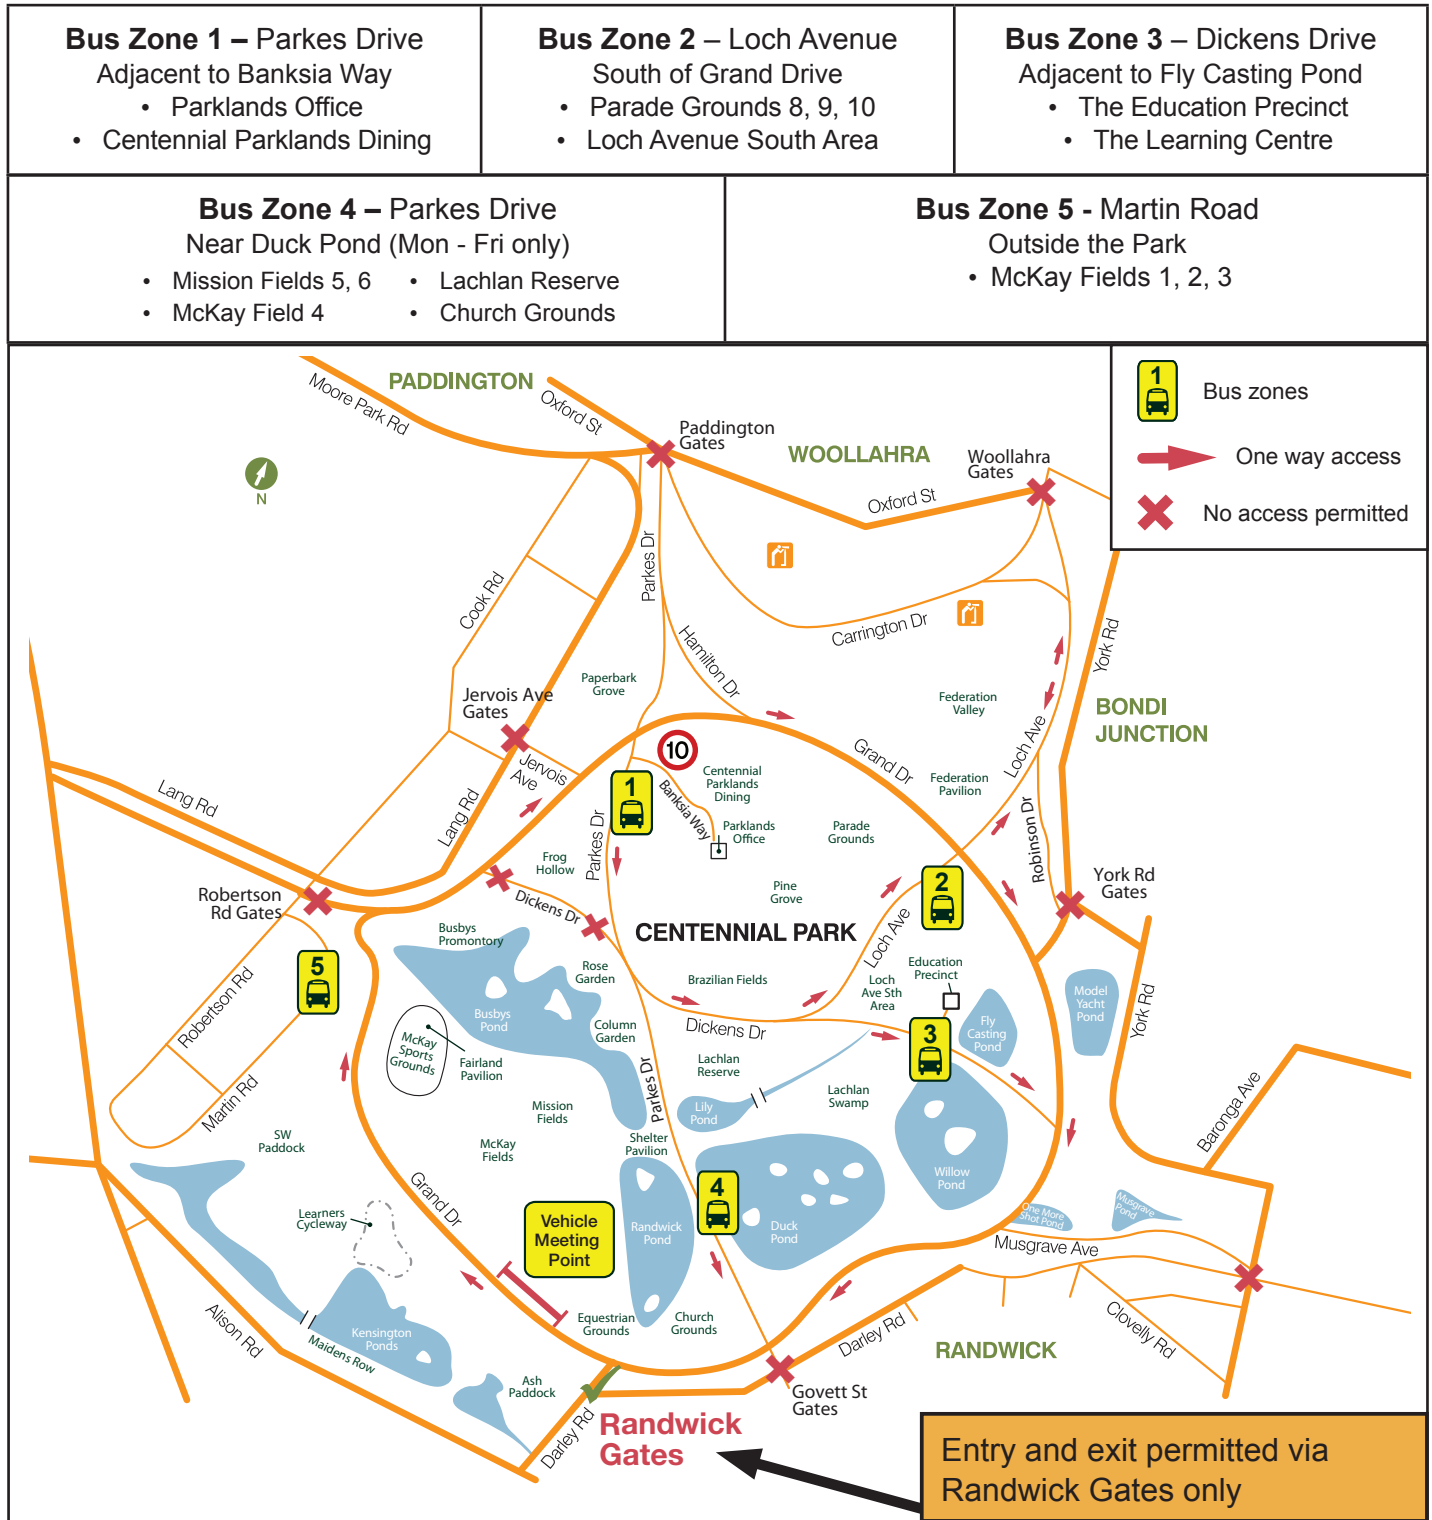 Bus Zone 1 – Parkes Drive
Adjacent to Banksia Way
• Parklands Office
• Centennial Parklands Dining
Bus Zone 2 – Loch Avenue
South of Grand Drive
• Parade Grounds 8, 9, 10
• Loch Avenue South Area
Bus Zone 3 – Dickens Drive
Adjacent to Fly Casting Pond
• The Education Precinct
• The Learning Centre
Bus Zone 4 – Parkes Drive
Near Duck Pond (Mon - Fri only)
• Mission Fields 5, 6
• McKay Field 4
• Lachlan Reserve
• Church Grounds
Bus Zone 5 - Martin Road
Outside the Park
• McKay Fields 1, 2, 3
1
Bus zones
One way access
No access permitted
PADDINGTON
Moore Park Rd
Oxford St
Paddington
Gates
WOOLLAHRA
Woollahra
Gates
Oxford St
N
Parkes Dr
Cook Rd
Carrington Dr
York Rd
Hamilton Dr
Paperbark
Grove
Jervois Ave
Gates
Federation
Valley
BONDI
JUNCTION
Loch Ave
Jervois
Ave
10
Grand Dr
Centennial
Parklands
Dining
Federation
Pavilion
Lang Rd
Lang Rd
1
Banksia Way
Parkes Dr
Parklands
Office
Parade
Grounds
Robinson Dr
Frog
Hollow
Pine
Grove
2
York Rd
Gates
Robertson
Rd Gates
Dickens Dr
CENTENNIAL PARK
Loch Ave
Busbys
Promontory
5
Rose
Garden
Brazilian Fields
Loch
Ave Sth
Area
Education
Precinct
Model
Yacht
Pond
York Rd
Robertson Rd
Busbys
Pond
Column
Garden
Dickens Dr
3
Fly
Casting
Pond
McKay
Sports
Grounds
Fairland
Pavilion
Lachlan
Reserve
Parkes Dr
Martin Rd
Mission
Fields
Lily
Pond
Lachlan
Swamp
Baronga Ave
SW
Paddock
McKay
Fields
Shelter
Pavilion
Willow
Pond
4
Grand Dr
Learners
Cycleway
Vehicle
Meeting
Point
Randwick
Pond
Duck
Pond
One More
Shot Pond
Musgrave
Pond
Musgrave Ave
Equestrian
Grounds
Church
Grounds
Darley Rd
Clovelly Rd
Alison Rd
Kensington
Ponds
Maidens Row
RANDWICK
Ash
Paddock
Govett St
Gates
Darley Rd
Randwick
Gates
Entry and exit permitted via
Randwick Gates only